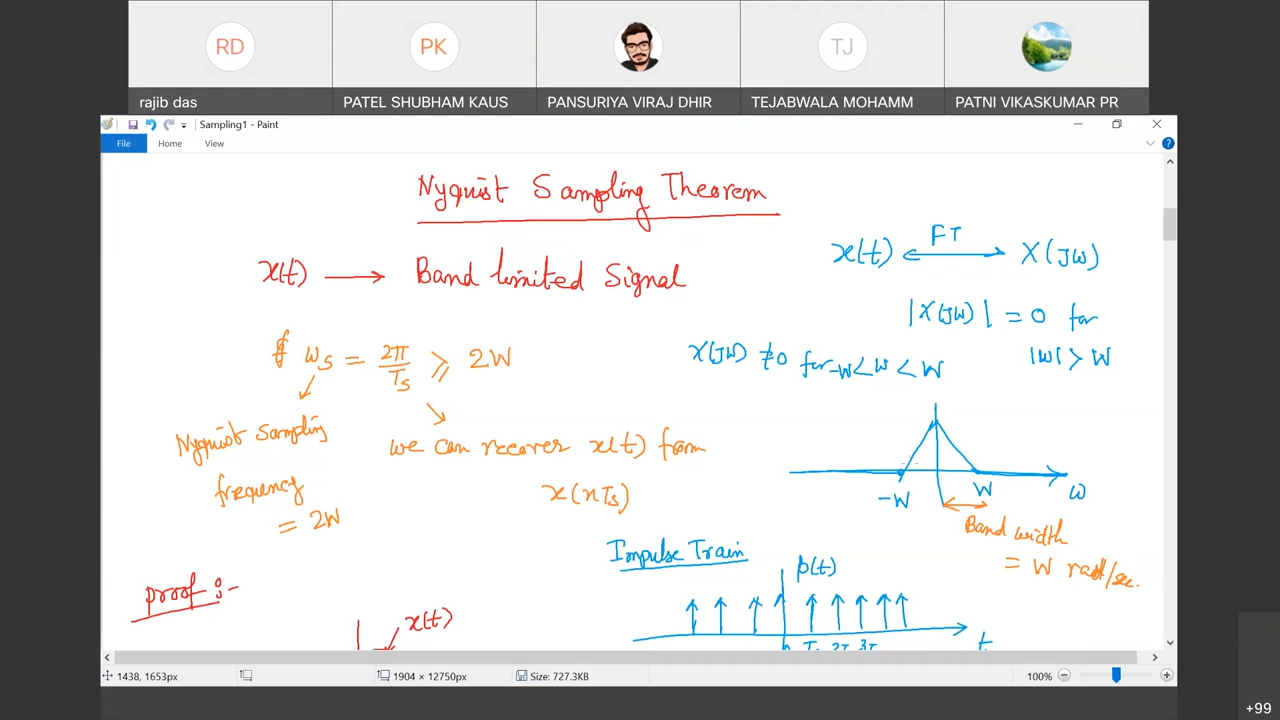 RD
PK
TJ
rajib das
PATEL SHUBHAM KAUS
PANSURIYA VIRAJ DHIR
TEJABWALA MOHAMM
PATNI VIKASKUMAR PR
Sampling1 - Paint
File
Home
View
Nyquist Sampling Theorem
x(t) → Band limited Signal
x(t) ⟷ X(jω)
FT
|X(jω)| = 0 for
|ω| > W
X(jω) ≠ 0 for -W < ω < W
ωs = 2π/Ts ⩾ 2W
Nyquist Sampling
frequency
= 2W
we can recover x(t) from
x(nTs)
-W
W
ω
Band width
= W rad/sec.
Impulse Train
p(t)
t
Proof :-
x(t)
1438, 1653px
1904 × 12750px
Size: 727.3KB
100%
+99